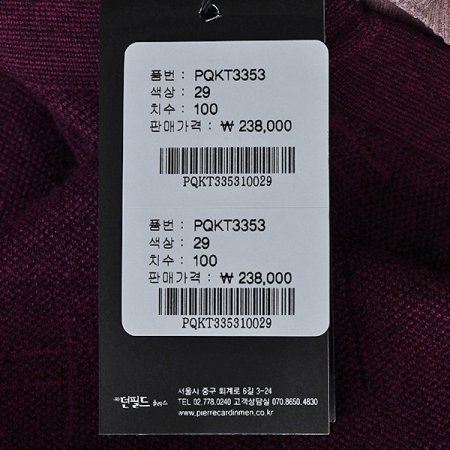 품번 : PQKT3353
색상 : 29
치수 : 100
판매가격 : ₩ 238,000
PQKT335310029
품번 : PQKT3353
색상 : 29
치수 : 100
판매가격 : ₩ 238,000
PQKT335310029
서울시 중구 퇴계로 6길 3-24
던필드 TEL 02.778.0240 고객상담실 070.8650.4830
www.pierrecardinmen.co.kr